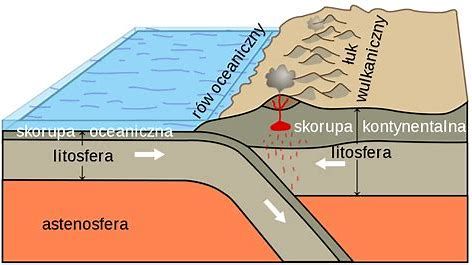 rów oceaniczny
łuk
wulkaniczny
skorupa oceaniczna
skorupa kontynentalna
litosfera
litosfera
astenosfera